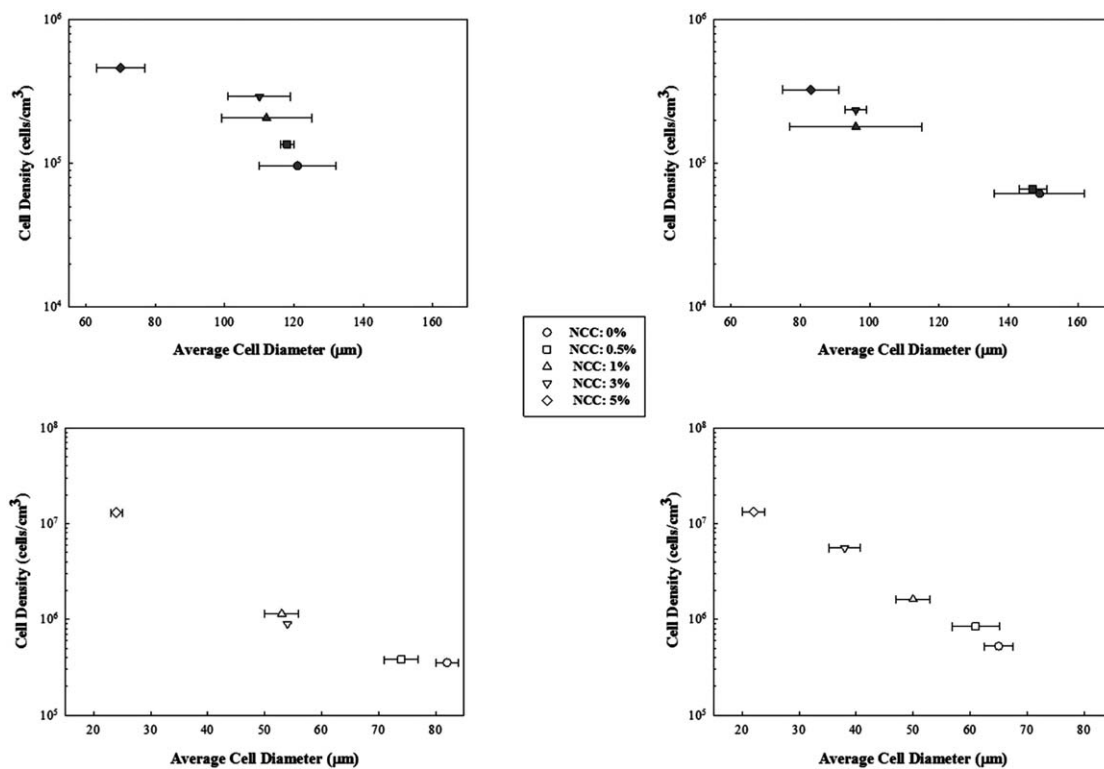 10⁶
10⁵
10⁴
Cell Density (cells/cm³)
60 80 100 120 140 160
Average Cell Diameter (µm)
10⁶
10⁵
10⁴
Cell Density (cells/cm³)
60 80 100 120 140 160
Average Cell Diameter (µm)
NCC: 0%
NCC: 0.5%
NCC: 1%
NCC: 3%
NCC: 5%
10⁸
10⁷
10⁶
10⁵
Cell Density (cells/cm³)
20 30 40 50 60 70 80
Average Cell Diameter (µm)
10⁸
10⁷
10⁶
10⁵
Cell Density (cells/cm³)
20 30 40 50 60 70 80
Average Cell Diameter (µm)